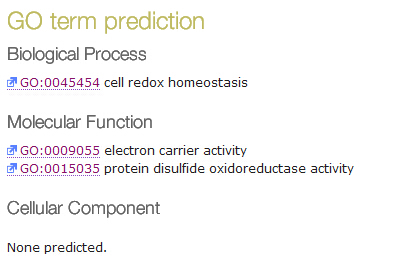 GO term prediction
Biological Process
GO:0045454 cell redox homeostasis
Molecular Function
GO:0009055 electron carrier activity
GO:0015035 protein disulfide oxidoreductase activity
Cellular Component
None predicted.